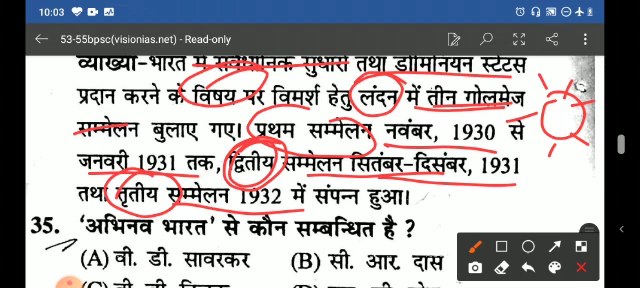 10:03
53-55bpsc(visionias.net) - Read-only
व्याख्या-भारत में संवैधानिक सुधारों तथा डोमिनियन स्टेटस
प्रदान करने के विषय पर विमर्श हेतु लंदन में तीन गोलमेज
सम्मेलन बुलाए गए। प्रथम सम्मेलन नवंबर, 1930 से
जनवरी 1931 तक, द्वितीय सम्मेलन सितंबर-दिसंबर, 1931
तथा तृतीय सम्मेलन 1932 में संपन्न हुआ।
35. 'अभिनव भारत' से कौन सम्बन्धित है ?
(A) वी. डी. सावरकर (B) सी. आर. दास